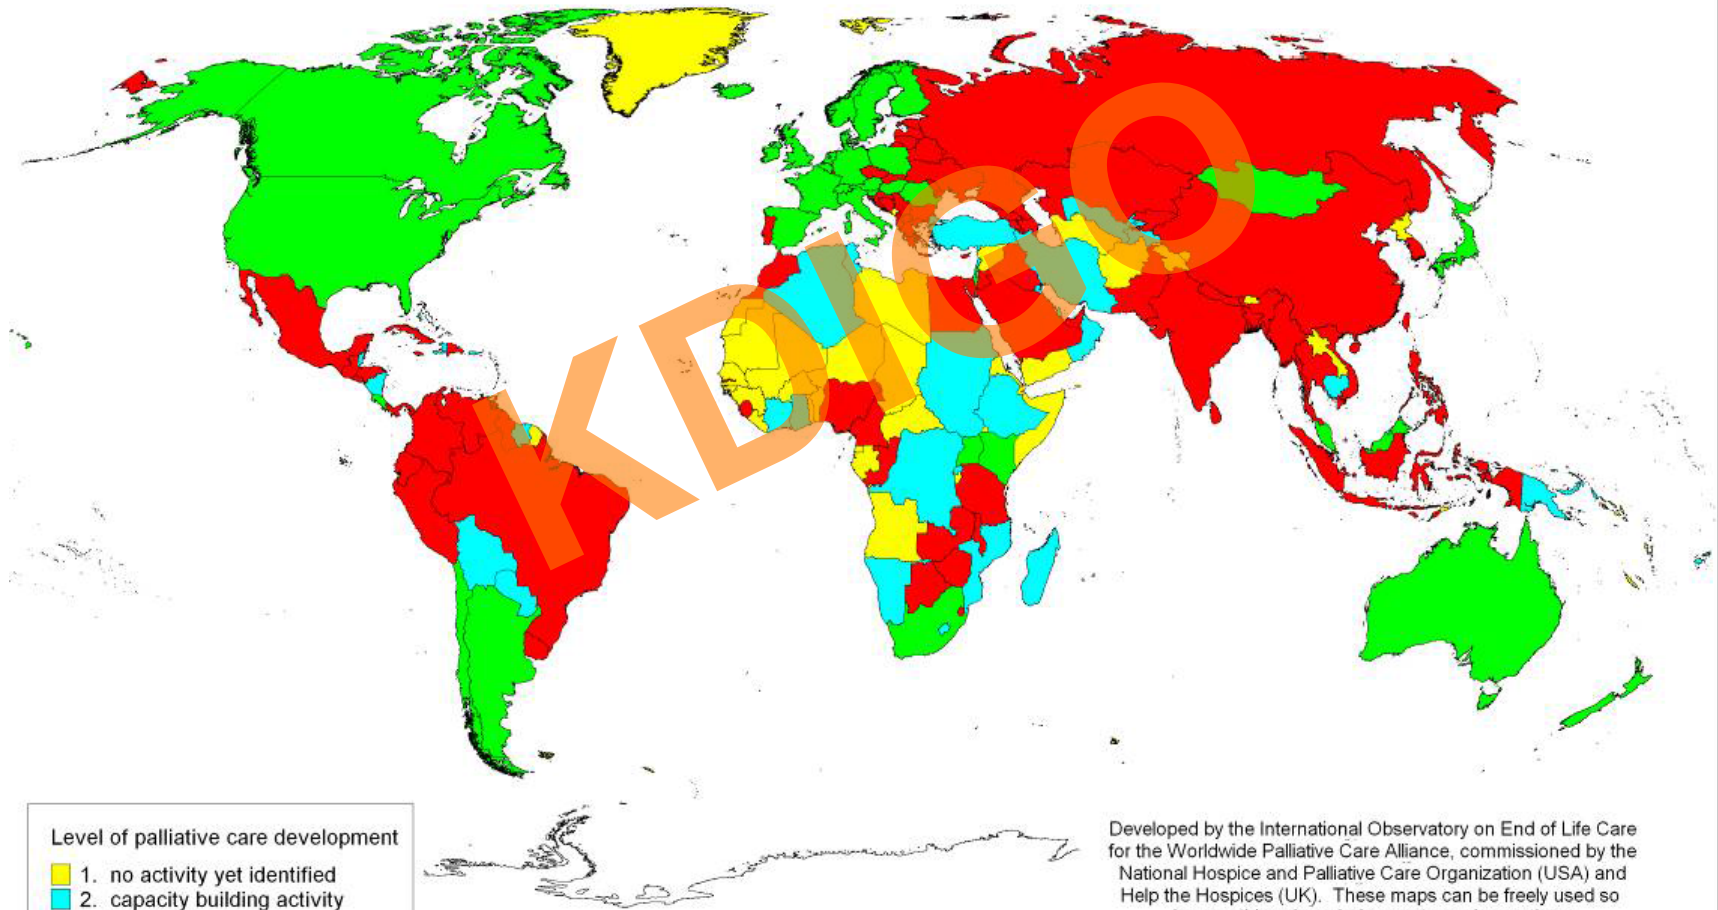 KDIGO
Level of palliative care development
1. no activity yet identified
2. capacity building activity
Developed by the International Observatory on End of Life Care
for the Worldwide Palliative Care Alliance, commissioned by the
National Hospice and Palliative Care Organization (USA) and
Help the Hospices (UK). These maps can be freely used so